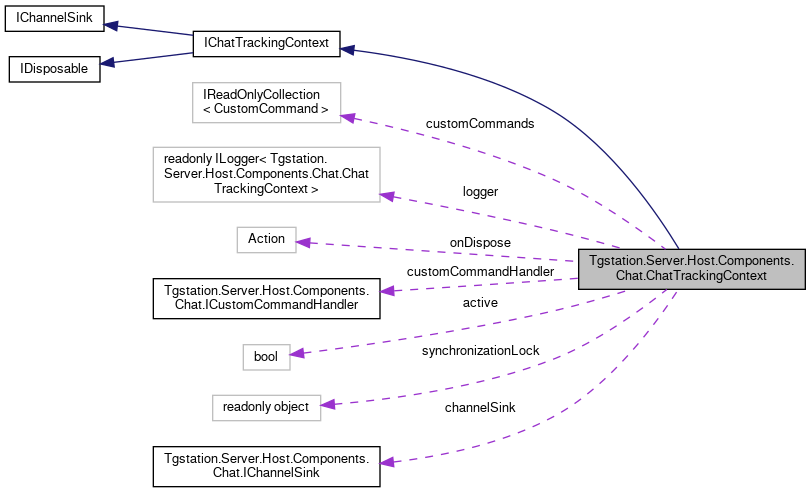 IChannelSink
IChatTrackingContext
IDisposable
IReadOnlyCollection
< CustomCommand >
customCommands
readonly ILogger< Tgstation.
Server.Host.Components.Chat.Chat
TrackingContext >
logger
Action
onDispose
Tgstation.Server.Host.Components.
Chat.ChatTrackingContext
customCommandHandler
Tgstation.Server.Host.Components.
Chat.ICustomCommandHandler
active
bool
synchronizationLock
readonly object
channelSink
Tgstation.Server.Host.Components.
Chat.IChannelSink